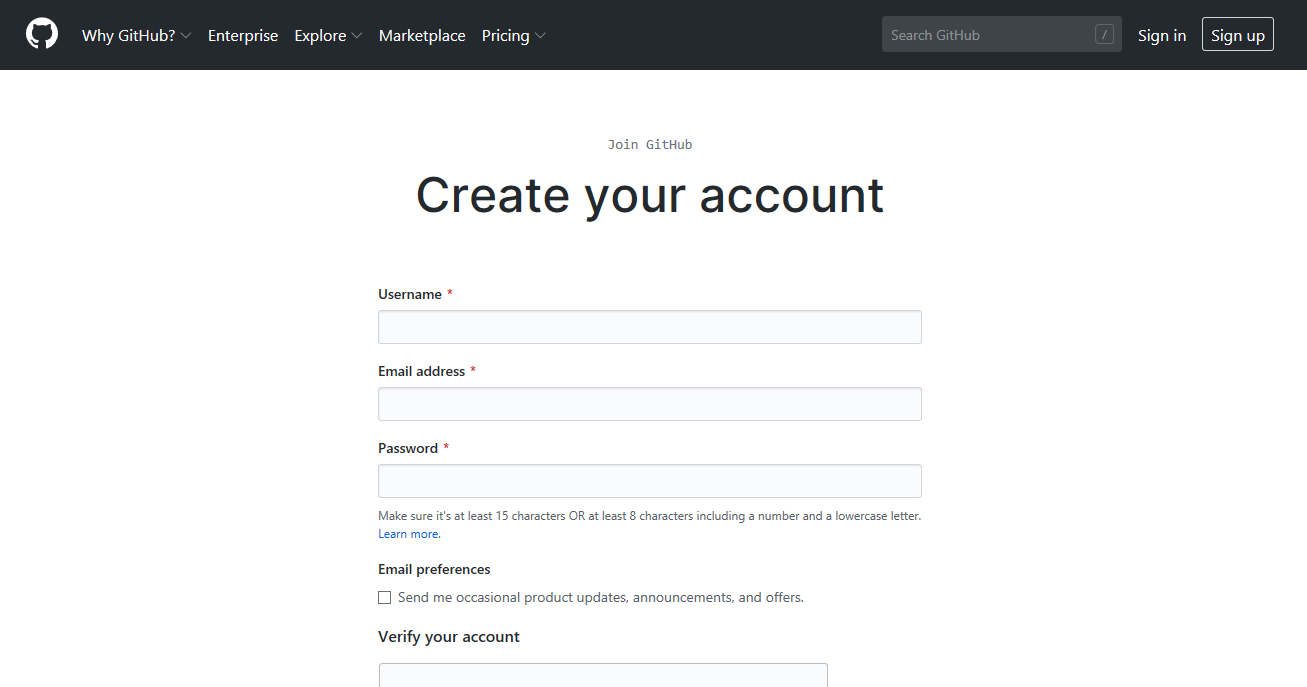 Why GitHub? Enterprise Explore Marketplace Pricing Search GitHub / Sign in Sign up
Join GitHub
Create your account
Username *
Email address *
Password *
Make sure it's at least 15 characters OR at least 8 characters including a number and a lowercase letter.
Learn more.
Email preferences
Send me occasional product updates, announcements, and offers.
Verify your account